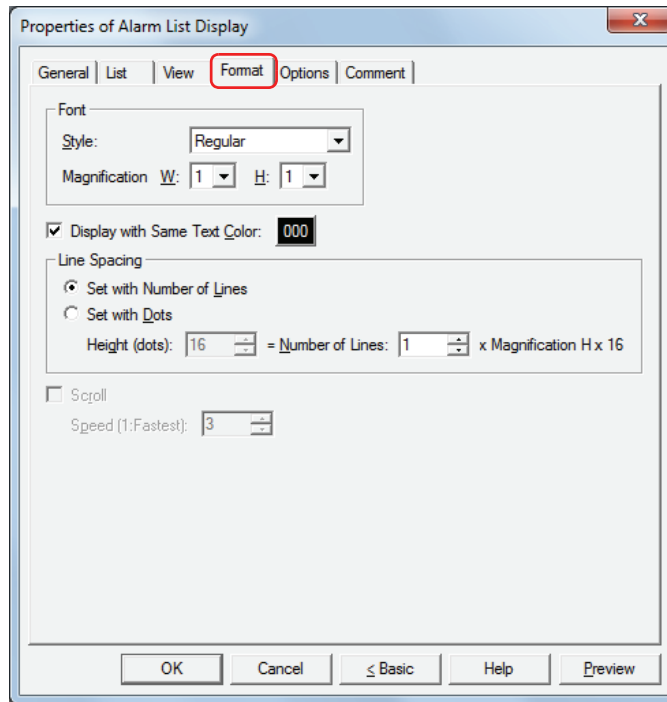 Properties of Alarm List Display
General List View Format Options Comment
Font
Style: Regular
Magnification W: 1 H: 1
Display with Same Text Color: 000
Line Spacing
Set with Number of Lines
Set with Dots
Height (dots): 16 = Number of Lines: 1 x Magnification H x 16
Scroll
Speed (1:Fastest): 3
OK Cancel < Basic Help Preview